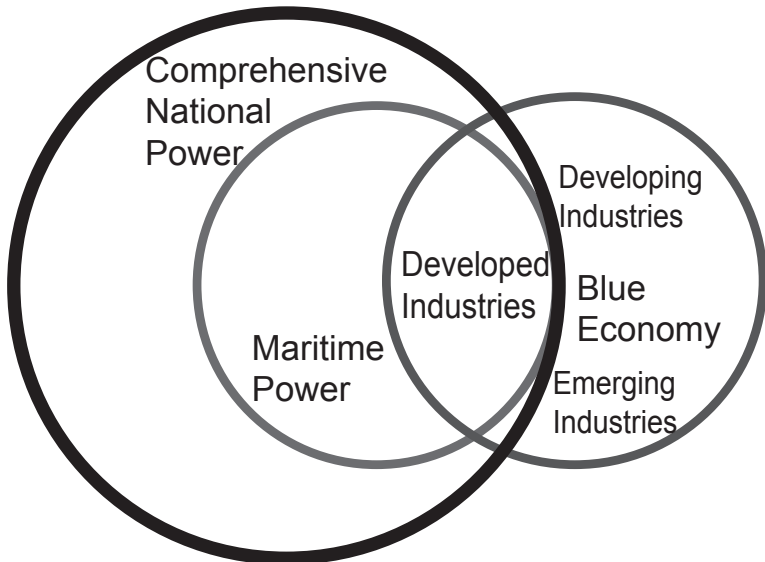 Comprehensive
National
Power
Developing
Industries
Developed
Industries
Blue
Economy
Maritime
Power
Emerging
Industries